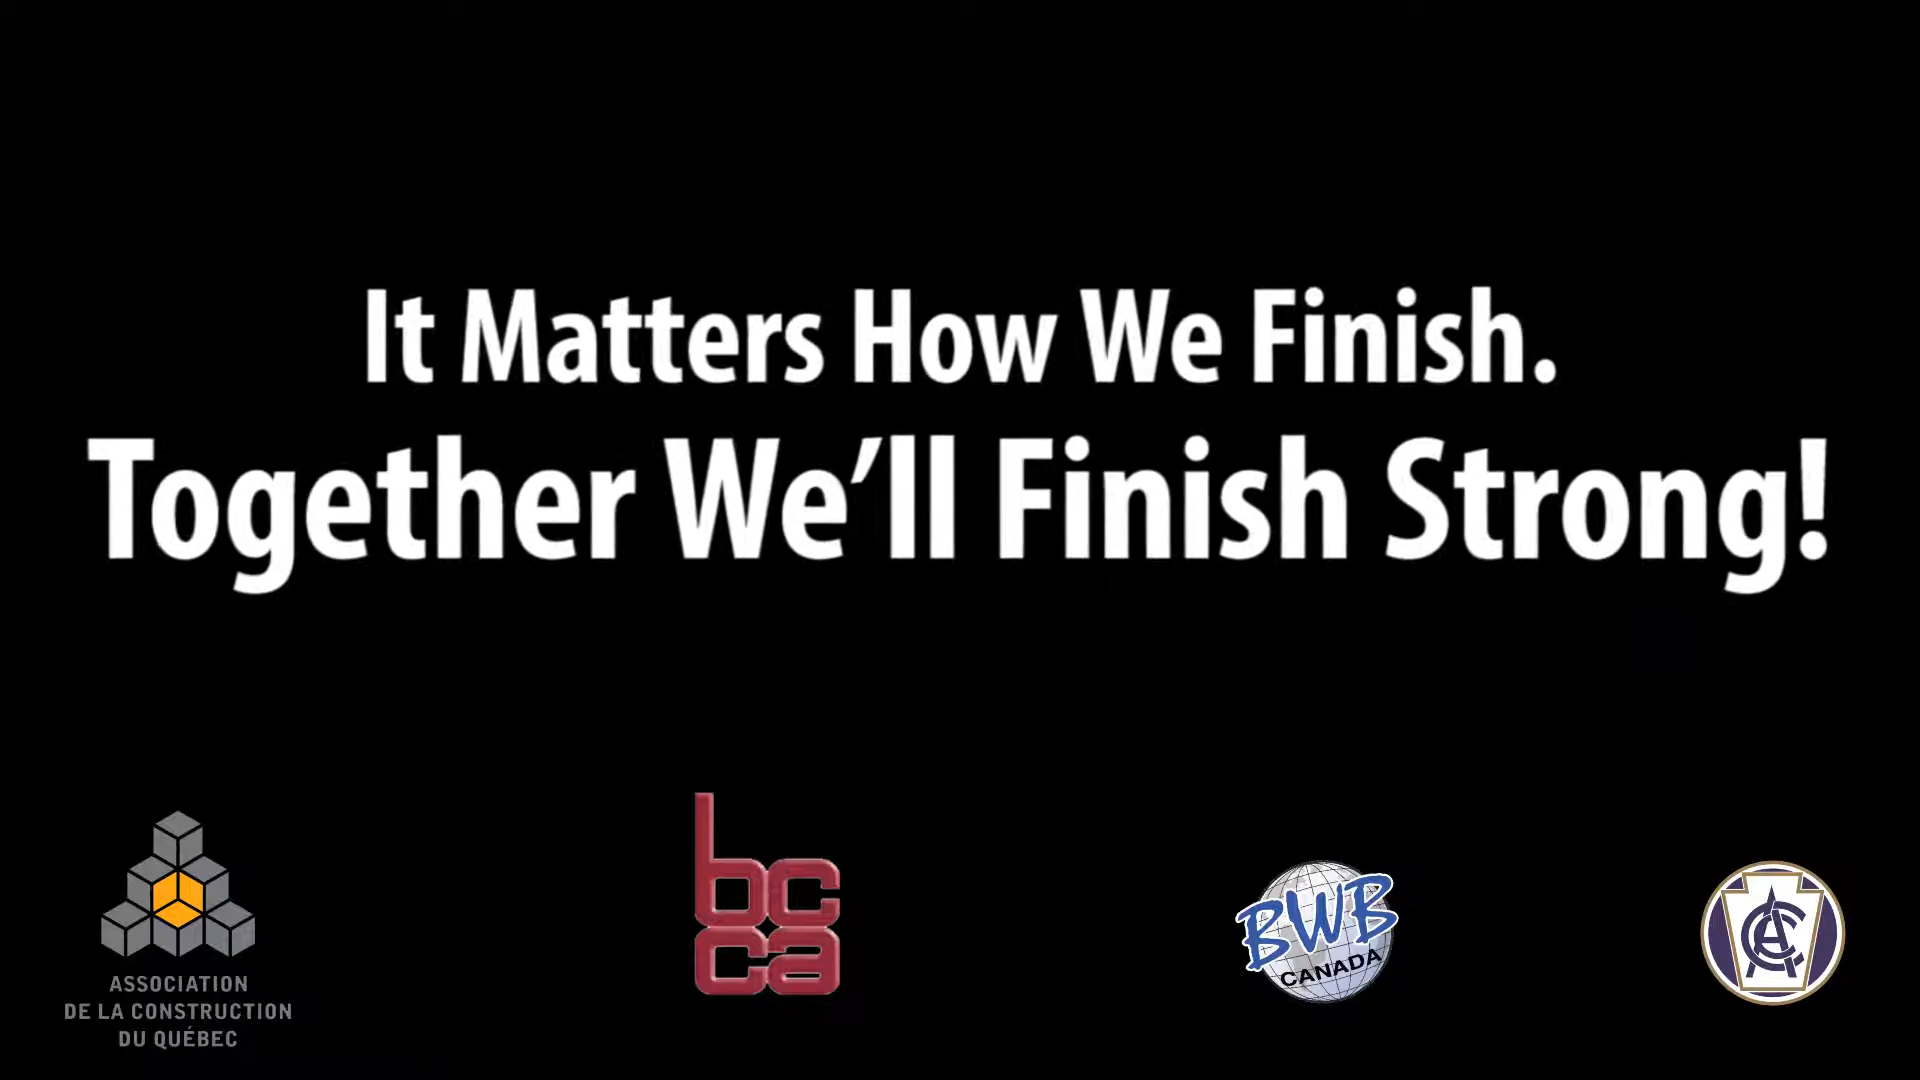 It Matters How We Finish.
Together We’ll Finish Strong!
ASSOCIATION
DE LA CONSTRUCTION
DU QUÉBEC
bc
ca
BWB
CANADA
CCA